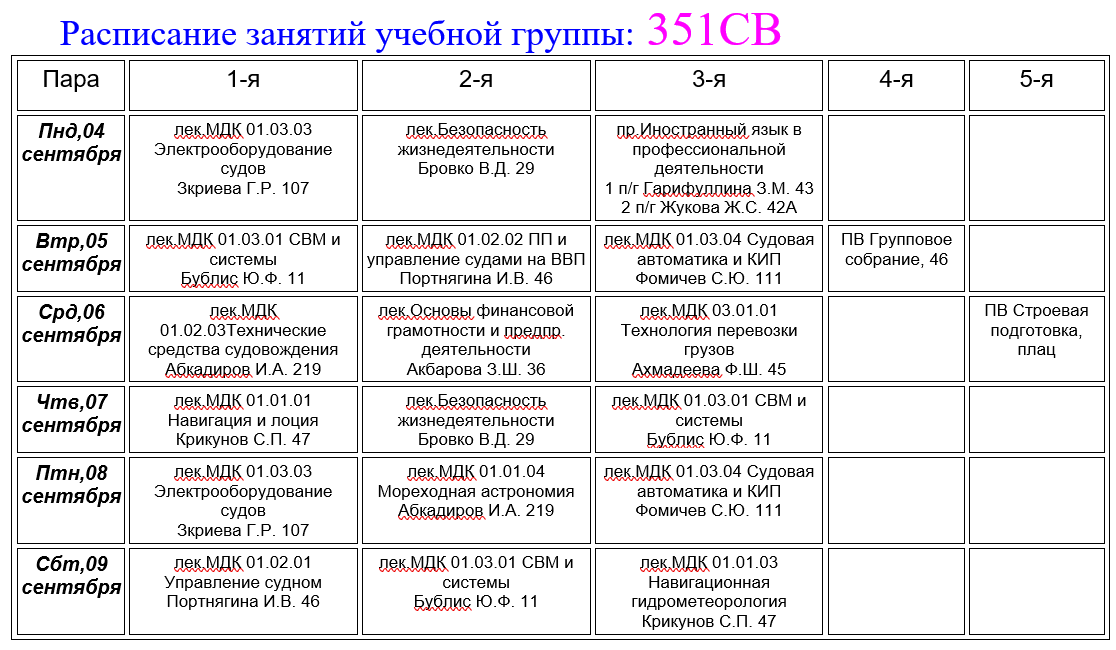 Расписание занятий учебной группы: 351СВ
Пара
1-я
2-я
3-я
4-я
5-я
Пнд,04
сентября
лек.МДК 01.03.03
Электрооборудование
судов
Зкриева Г.Р. 107
лек.Безопасность
жизнедеятельности
Бровко В.Д. 29
пр.Иностранный язык в
профессиональной
деятельности
1 п/г Гарифуллина З.М. 43
2 п/г Жукова Ж.С. 42А
Втр,05
сентября
лек.МДК 01.03.01 СВМ и
системы
Бублис Ю.Ф. 11
лек.МДК 01.02.02 ПП и
управление судами на ВВП
Портнягина И.В. 46
лек.МДК 01.03.04 Судовая
автоматика и КИП
Фомичев С.Ю. 111
ПВ Групповое
собрание, 46
Срд,06
сентября
лек.МДК
01.02.03Технические
средства судовождения
Абкадиров И.А. 219
лек.Основы финансовой
грамотности и предпр.
деятельности
Акбарова З.Ш. 36
лек.МДК 03.01.01
Технология перевозки
грузов
Ахмадеева Ф.Ш. 45
ПВ Строевая
подготовка,
плац
Чтв,07
сентября
лек.МДК 01.01.01
Навигация и лоция
Крикунов С.П. 47
лек.Безопасность
жизнедеятельности
Бровко В.Д. 29
лек.МДК 01.03.01 СВМ и
системы
Бублис Ю.Ф. 11
Птн,08
сентября
лек.МДК 01.03.03
Электрооборудование
судов
Зкриева Г.Р. 107
лек.МДК 01.01.04
Мореходная астрономия
Абкадиров И.А. 219
лек.МДК 01.03.04 Судовая
автоматика и КИП
Фомичев С.Ю. 111
Сбт,09
сентября
лек.МДК 01.02.01
Управление судном
Портнягина И.В. 46
лек.МДК 01.03.01 СВМ и
системы
Бублис Ю.Ф. 11
лек.МДК 01.01.03
Навигационная
гидрометеорология
Крикунов С.П. 47